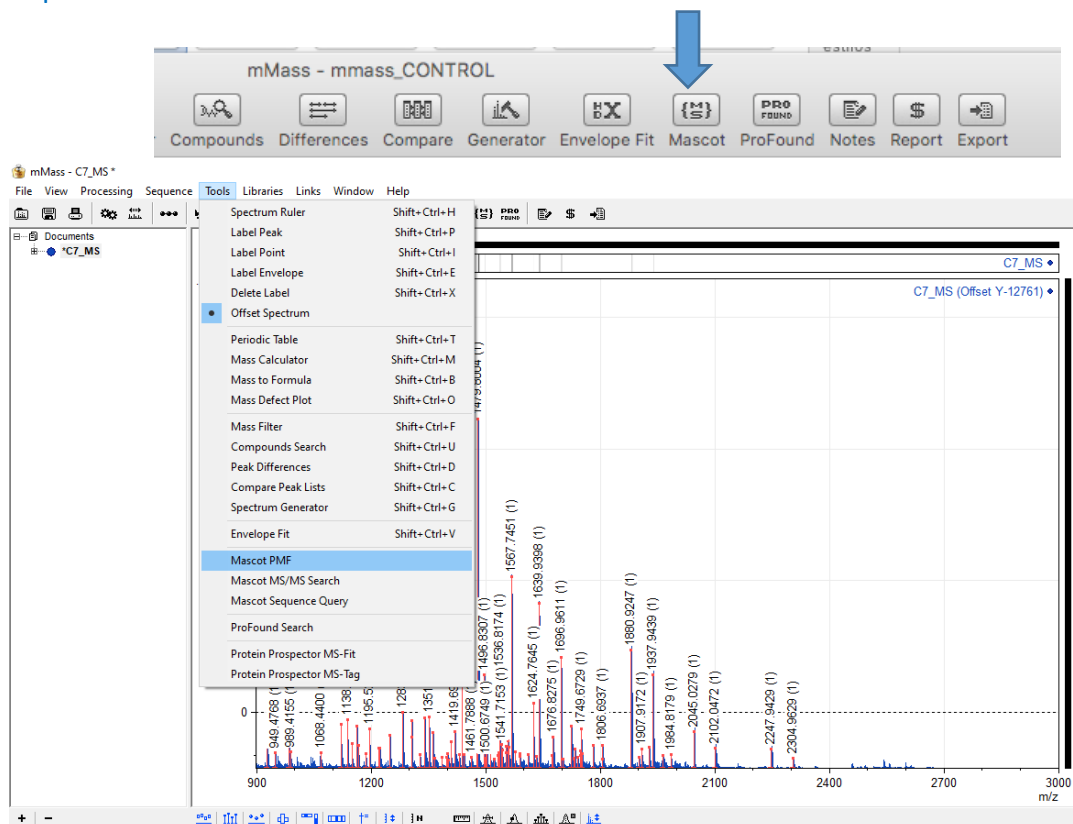 mMass - mmass_CONTROL
Compounds Differences Compare Generator Envelope Fit Mascot ProFound Notes Report Export
mMass - C7_MS *
File View Processing Sequence Tools Libraries Links Window Help
Documents
*C7_MS
Spectrum Ruler Shift+Ctrl+H
Label Peak Shift+Ctrl+P
Label Point Shift+Ctrl+I
Label Envelope Shift+Ctrl+E
Delete Label Shift+Ctrl+X
Offset Spectrum
Periodic Table Shift+Ctrl+T
Mass Calculator Shift+Ctrl+M
Mass to Formula Shift+Ctrl+B
Mass Defect Plot Shift+Ctrl+O
Mass Filter Shift+Ctrl+F
Compounds Search Shift+Ctrl+U
Peak Differences Shift+Ctrl+D
Compare Peak Lists Shift+Ctrl+C
Spectrum Generator Shift+Ctrl+G
Envelope Fit Shift+Ctrl+V
Mascot PMF
Mascot MS/MS Search
Mascot Sequence Query
ProFound Search
Protein Prospector MS-Fit
Protein Prospector MS-Tag
C7_MS
C7_MS (Offset Y-12761)
949.4768 (1)
989.4155 (1)
1068.4400
1138.
1195.5
128
1351
1419.69
1461.7888 (1)
1479.8004 (1)
1496.8307 (1)
1500.6749 (1)
1536.8174 (1)
1541.7153 (1)
1567.7451 (1)
1624.7645 (1)
1639.9398 (1)
1676.8275 (1)
1696.9611 (1)
1749.6729 (1)
1806.6937 (1)
1880.9247 (1)
1907.9172 (1)
1937.9439 (1)
1984.8179 (1)
2045.0279 (1)
2102.0472 (1)
2247.9429 (1)
2304.9629 (1)
0
900 1200 1500 1800 2100 2400 2700 3000
m/z